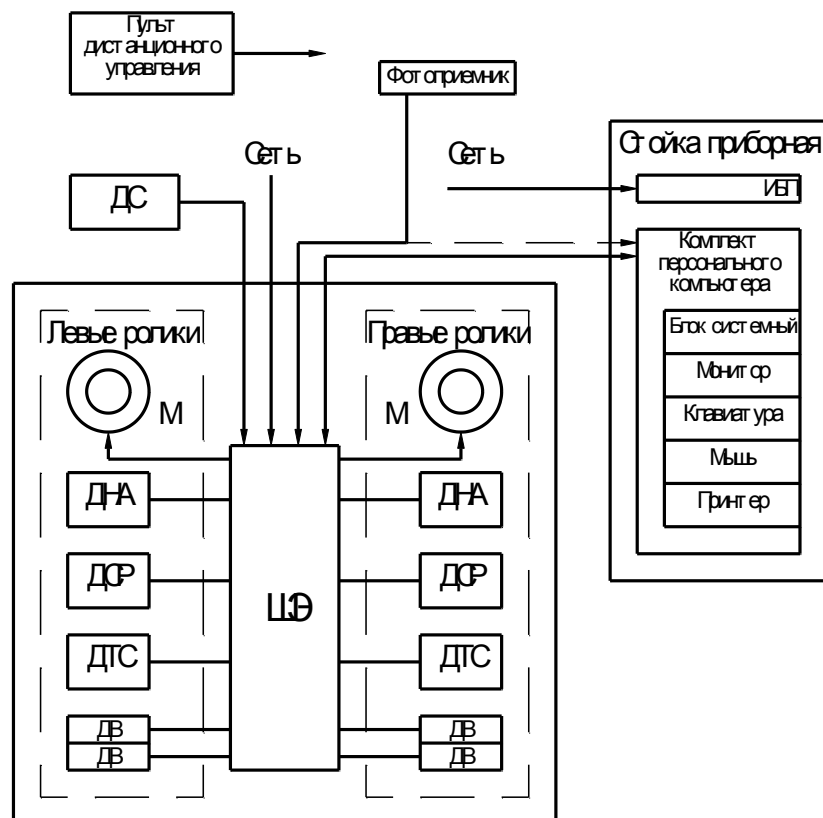 Пульт
дистанционного
управления
Фотоприемник
Сеть
Сеть
Стойка приборная
ДС
ИБП
Комплект
персонального
компьютера
Блок системный
Монитор
Клавиатура
Мышь
Принтер
Левые ролики
Правые ролики
М
М
ДНА
ДНА
ДСР
ДСР
ШЭ
ДТС
ДТС
ДВ
ДВ
ДВ
ДВ